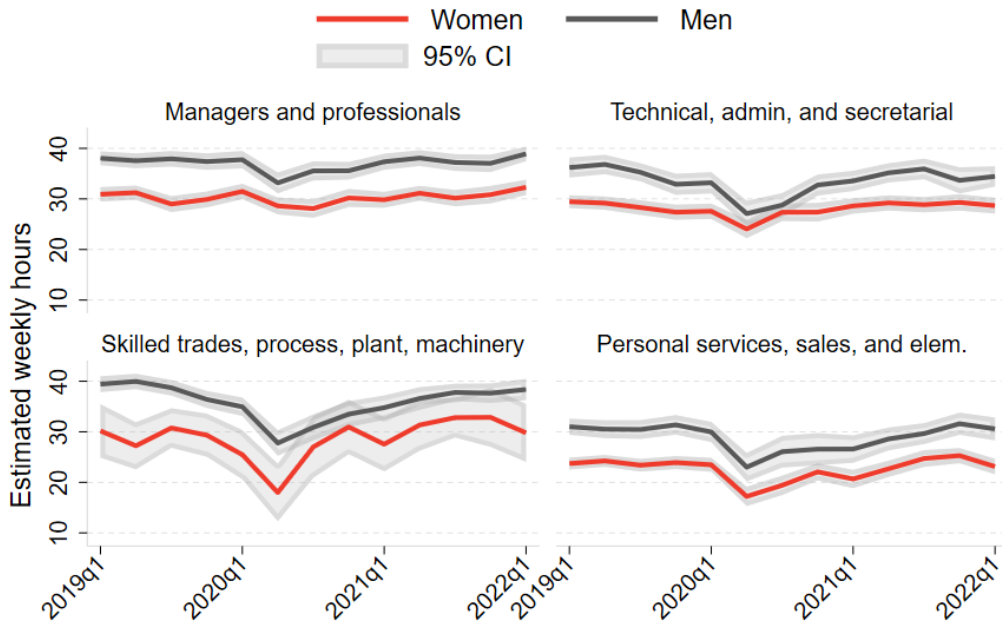 Women Men
95% CI
Managers and professionals
Technical, admin, and secretarial
Estimated weekly hours
40
30
20
10
Skilled trades, process, plant, machinery
Personal services, sales, and elem.
40
30
20
10
2019q1 2020q1 2021q1 2022q1
2019q1 2020q1 2021q1 2022q1